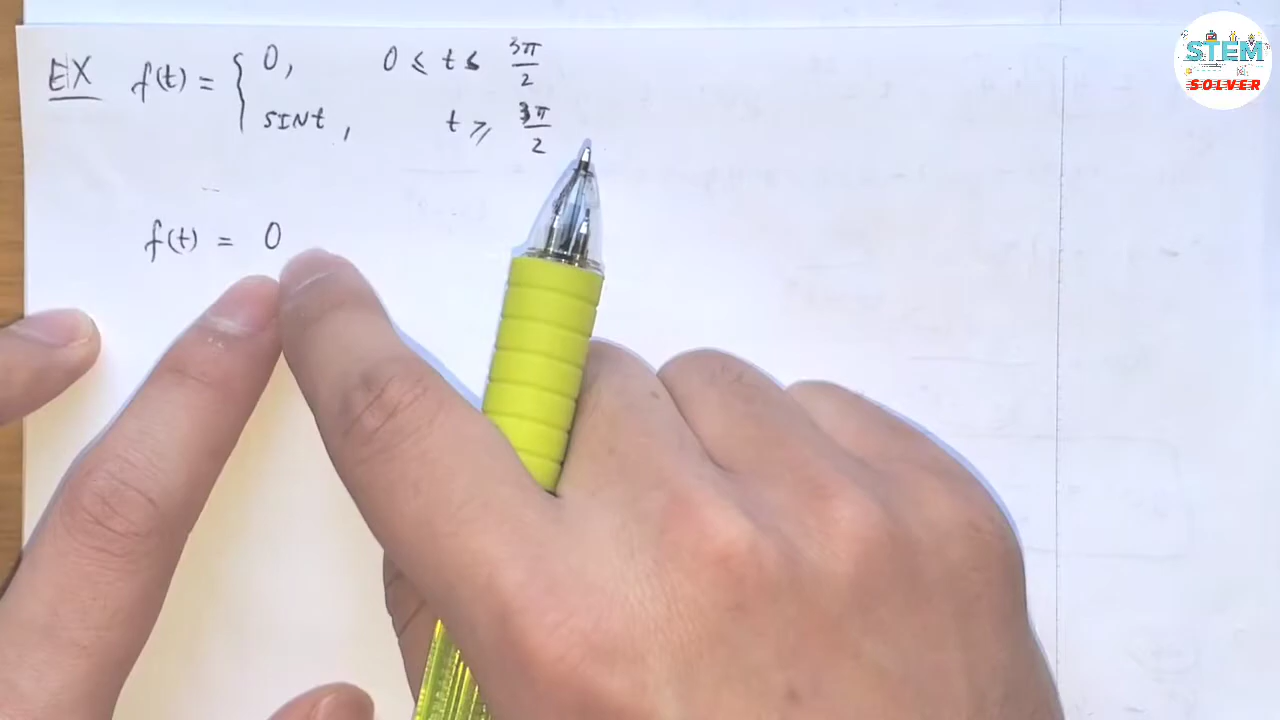 EX f(t) = { 0, 0 ≤ t < 3π/2
SINt, t ≥ 3π/2
f(t) = 0
STEM
SOLVER